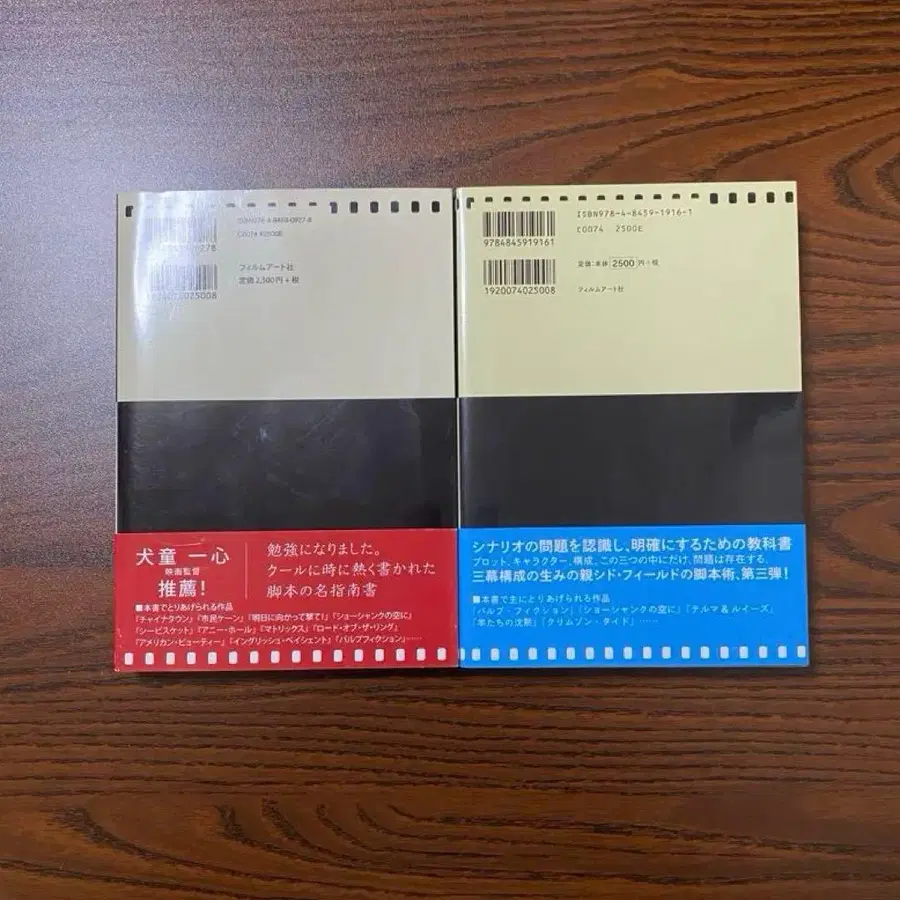 ISBN978-4-8459-0927-8
C0074 ¥2500E
278
フィルムアート社
定価2,500円+税
1920074025008
犬童 一心
映画監督
推薦!
勉強になりました。
クールに時に熱く書かれた
脚本の名指南書
■本書でとりあげられる作品
『チャイナタウン』『市民ケーン』『明日に向かって撃て!』『ショーシャンクの空に』
『シービスケット』『アニー・ホール』『マトリックス』『ロード・オブ・ザ・リング』
『アメリカン・ビューティー』『イングリッシュ・ペイシェント』『パルプフィクション』……
ISBN978-4-8459-1916-1
C0074 2500E
9784845919161
定価:本体2500円+税
1920074025008
フィルムアート社
シナリオの問題を認識し、明確にするための教科書
プロット、キャラクター、構成、この三つの中にだけ、問題は存在する。
三幕構成の生みの親シド・フィールドの脚本術、第三弾!
■本書で主にとりあげられる作品
『パルプ・フィクション』『ショーシャンクの空に』『テルマ&ルイーズ』
『羊たちの沈黙』『クリムゾン・タイド』……